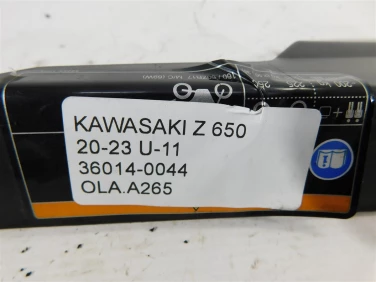 KAWASAKI Z 650
20-23 U-11
36014-0044
OLA.A265